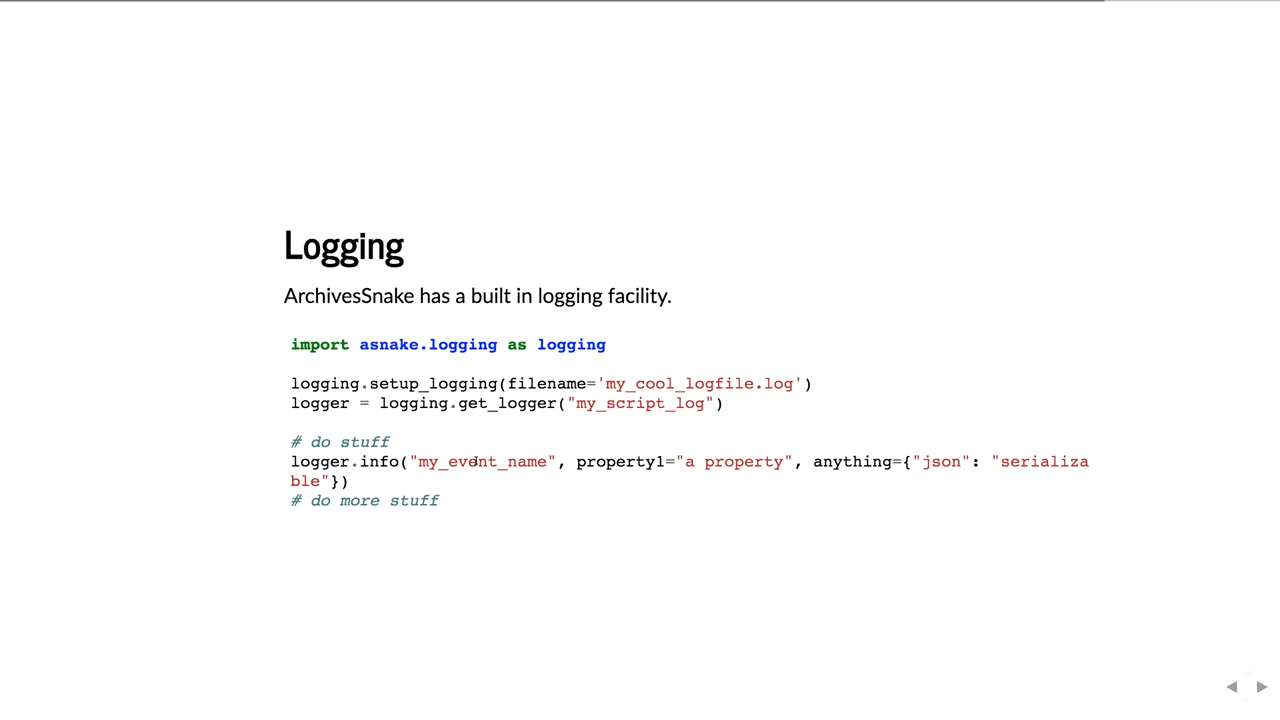 Logging
ArchivesSnake has a built in logging facility.
import asnake.logging as logging
logging.setup_logging(filename='my_cool_logfile.log')
logger = logging.get_logger("my_script_log")
# do stuff
logger.info("my_event_name", property1="a property", anything={"json": "serializa
ble"})
# do more stuff